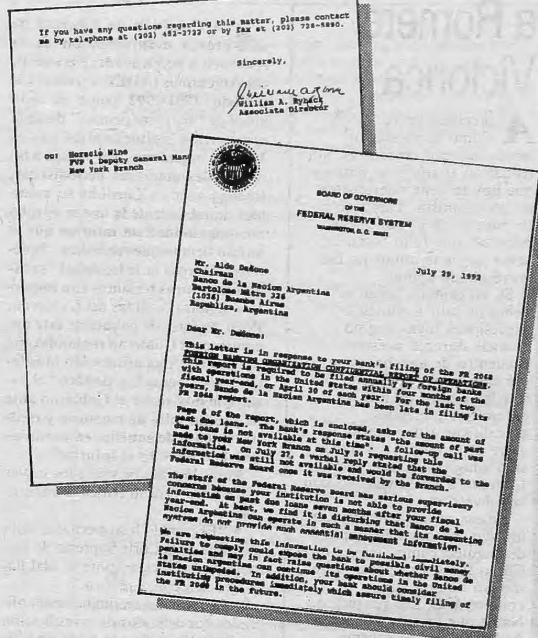 If you have any questions regarding this matter, please contact
me by telephone at (202) 452-2722 or by fax at (202) 728-5890.
Sincerely,
William A. Ryback
Associate Director
cc: Horacio Wine
FVP & Deputy General Man
New York Branch
BOARD OF GOVERNORS
OF THE
FEDERAL RESERVE SYSTEM
WASHINGTON, D. C. 20551
July 29, 1992
Mr. Aldo DaNone
Chairman
Banco de la Nacion Argentina
Bartolome Mitre 326
(1036) Buenos Aires
Republica, Argentina
Dear Mr. DaNone:
This letter is in response to your bank's filing of the FR 2068
FOREIGN BANKING ORGANIZATION CONFIDENTIAL REPORT OF OPERATIONS.
This report is required to be filed annually by foreign banks
with operations in the United States within four months of the
fiscal year-end, or April 30 of each year. For the last two
years, Banco de la Nacion Argentina has been late in filing its
FR 2068 report.
Page 6 of the report, which is enclosed, asks for the amount of
past due loans. The bank's response states "the amount of past
due loans is not available at this time". A follow-up call was
made to your New York Branch on July 24 requesting this
information. On July 27, a verbal reply stated that the
information was still not available and would be forwarded to the
Federal Reserve Board once it was received by the Branch.
The staff of the Federal Reserve Board has serious supervisory
concerns because your institution is not able to provide
information on past due loans seven months after your fiscal
year-end. At best, we find it is disturbing that Banco de la
Nacion Argentina would operate in such a manner that its accounting
systems do not provide such essential management information.
We are requesting this information to be furnished immediately.
Failure to comply could expose the bank to possible civil money
penalties and may in fact raise questions about whether Banco de
la Nacion Argentina can continue its operations in the United
States unimpeded. In addition, your bank should consider
instituting procedures immediately which assure timely filing of
the FR 2068 in the future.